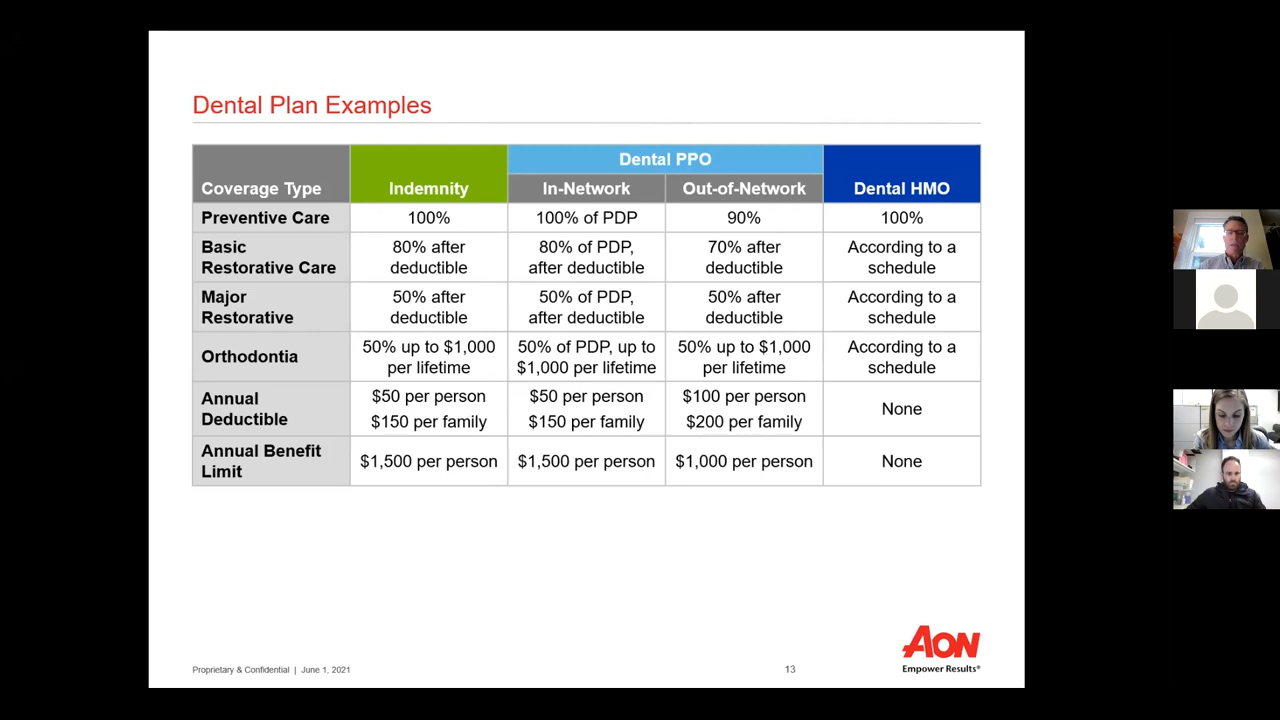 Dental Plan Examples
Coverage Type
Indemnity
Dental PPO
In-Network
Out-of-Network
Dental HMO
Preventive Care
100%
100% of PDP
90%
100%
Basic
Restorative Care
80% after
deductible
80% of PDP,
after deductible
70% after
deductible
According to a
schedule
Major
Restorative
50% after
deductible
50% of PDP,
after deductible
50% after
deductible
According to a
schedule
Orthodontia
50% up to $1,000
per lifetime
50% of PDP, up to
$1,000 per lifetime
50% up to $1,000
per lifetime
According to a
schedule
Annual
Deductible
$50 per person
$150 per family
$50 per person
$150 per family
$100 per person
$200 per family
None
Annual Benefit
Limit
$1,500 per person
$1,500 per person
$1,000 per person
None
Proprietary & Confidential | June 1, 2021
13
AON
Empower Results®